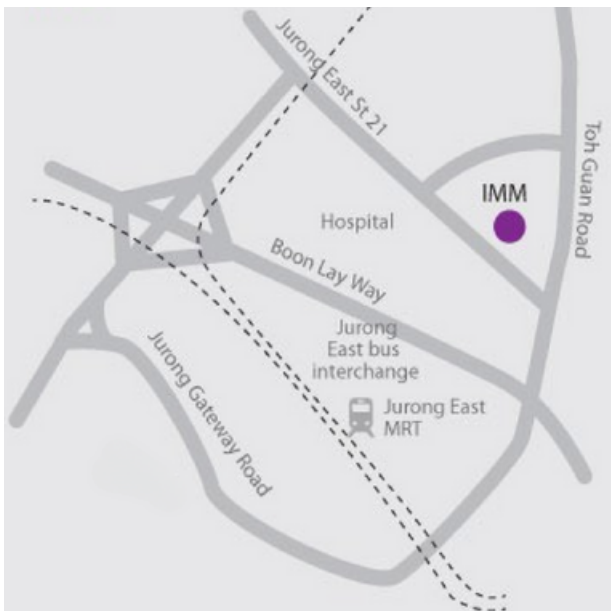 Jurong East St 21
Toh Guan Road
IMM
Hospital
Boon Lay Way
Jurong
East bus
interchange
Jurong Gateway Road
Jurong East
MRT